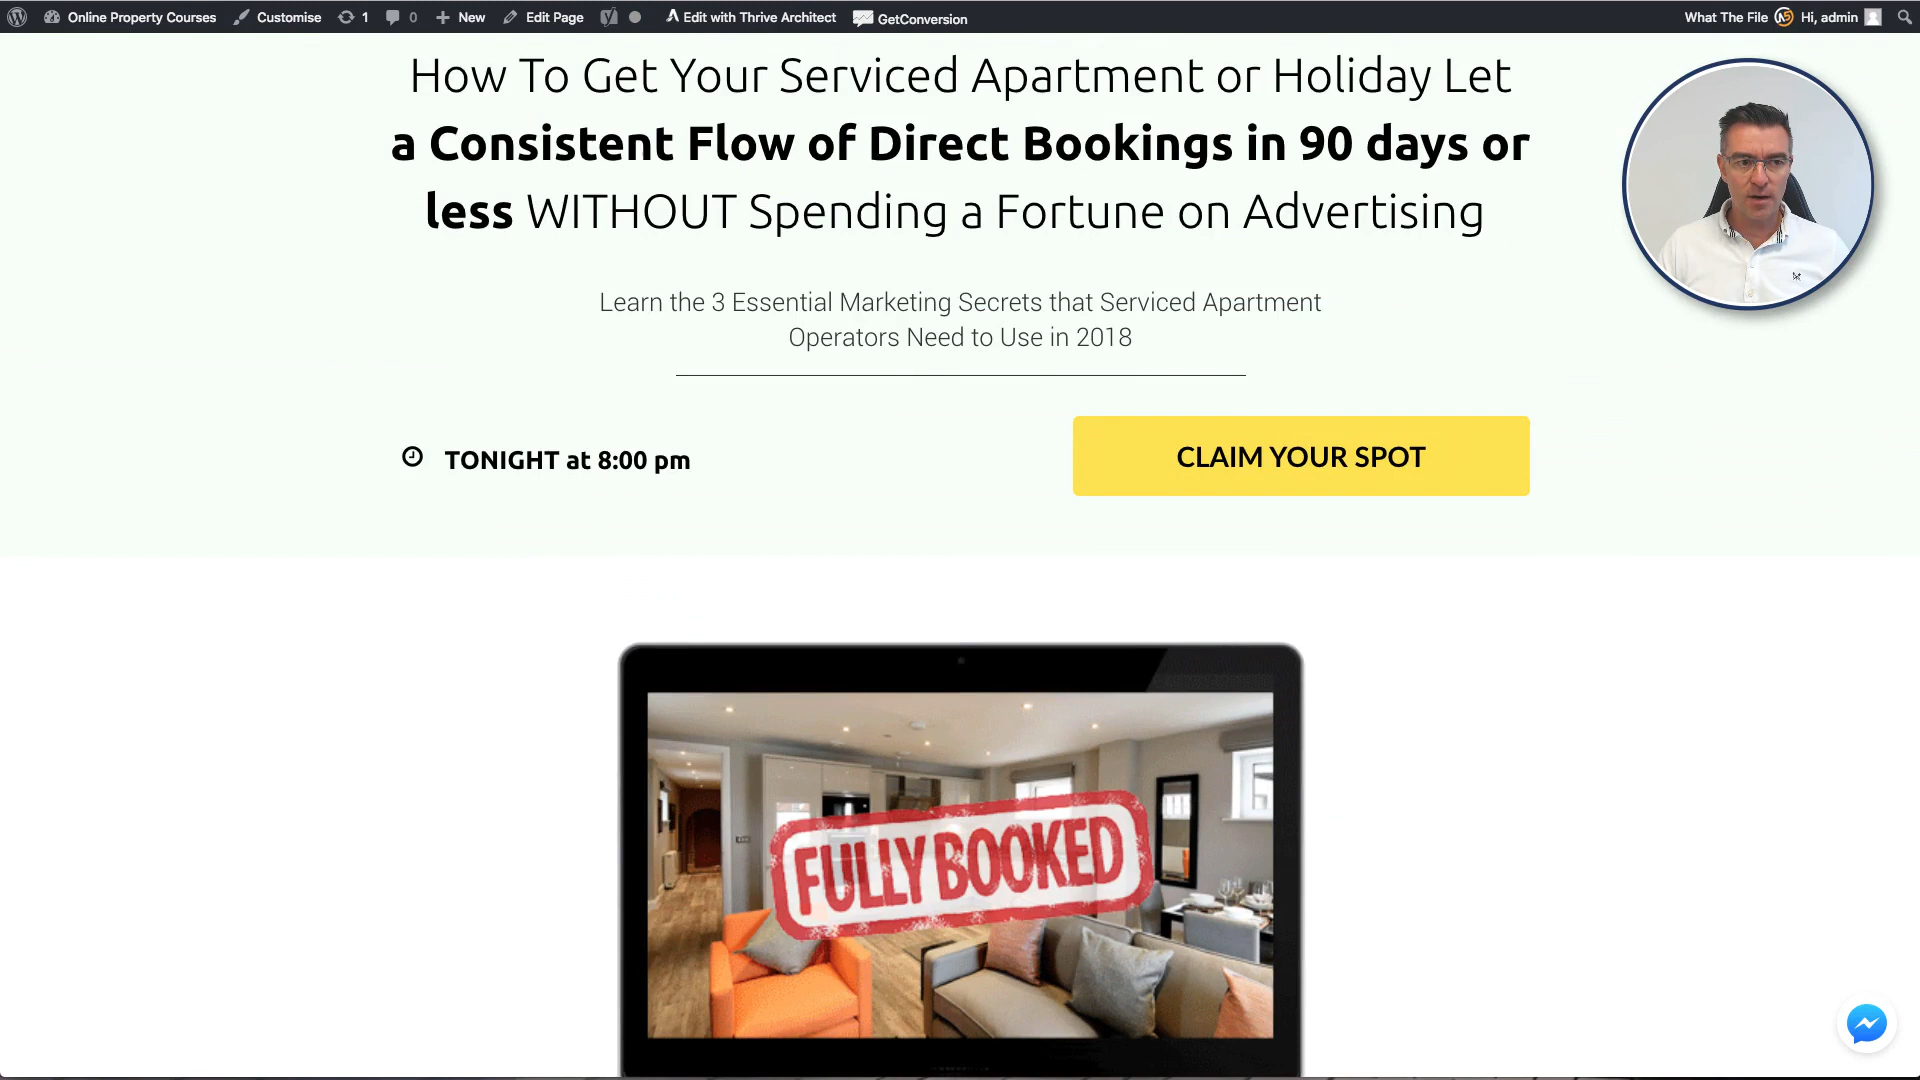 Online Property Courses Customise 1 0 New Edit Page Edit with Thrive Architect GetConversion What The File Hi, admin
How To Get Your Serviced Apartment or Holiday Let
a Consistent Flow of Direct Bookings in 90 days or
less WITHOUT Spending a Fortune on Advertising
Learn the 3 Essential Marketing Secrets that Serviced Apartment
Operators Need to Use in 2018
TONIGHT at 8:00 pm
CLAIM YOUR SPOT
FULLY BOOKED